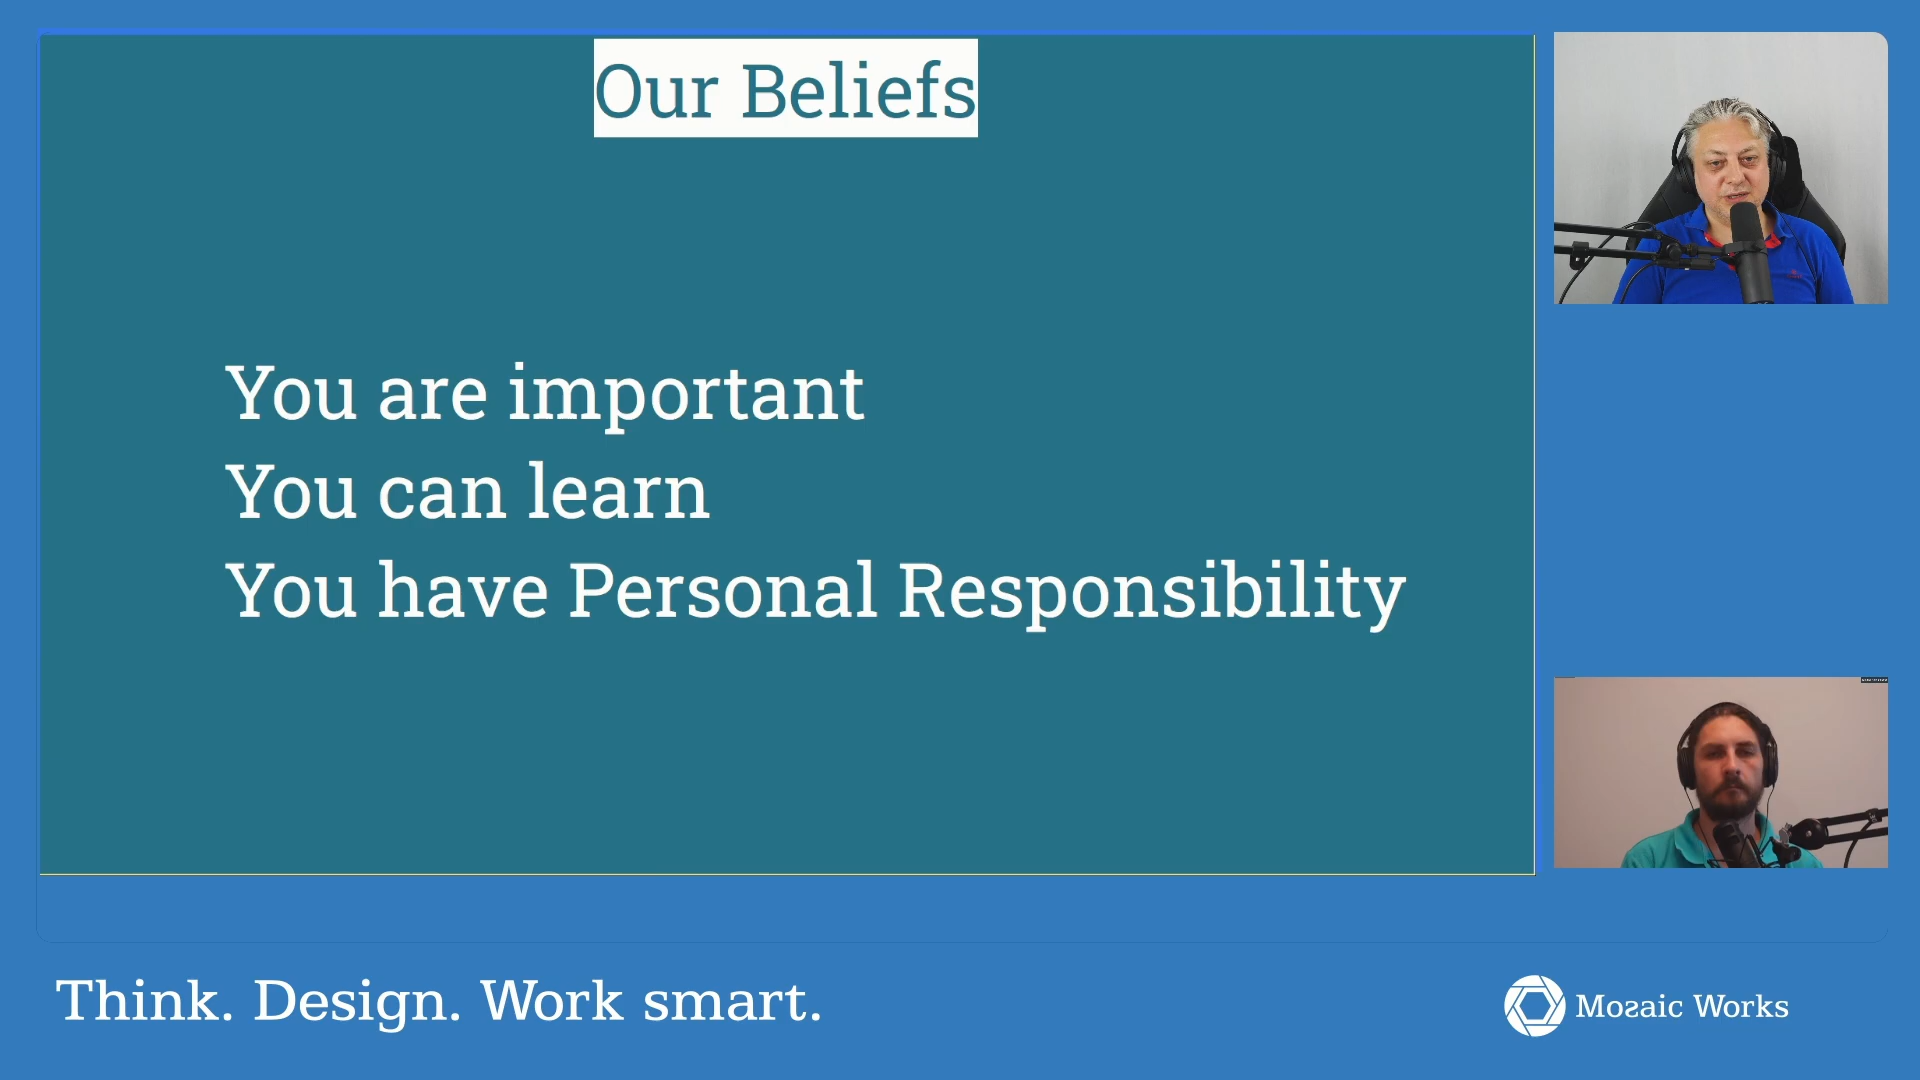 Our Beliefs
You are important
You can learn
You have Personal Responsibility
Think. Design. Work smart.
Mozaic Works